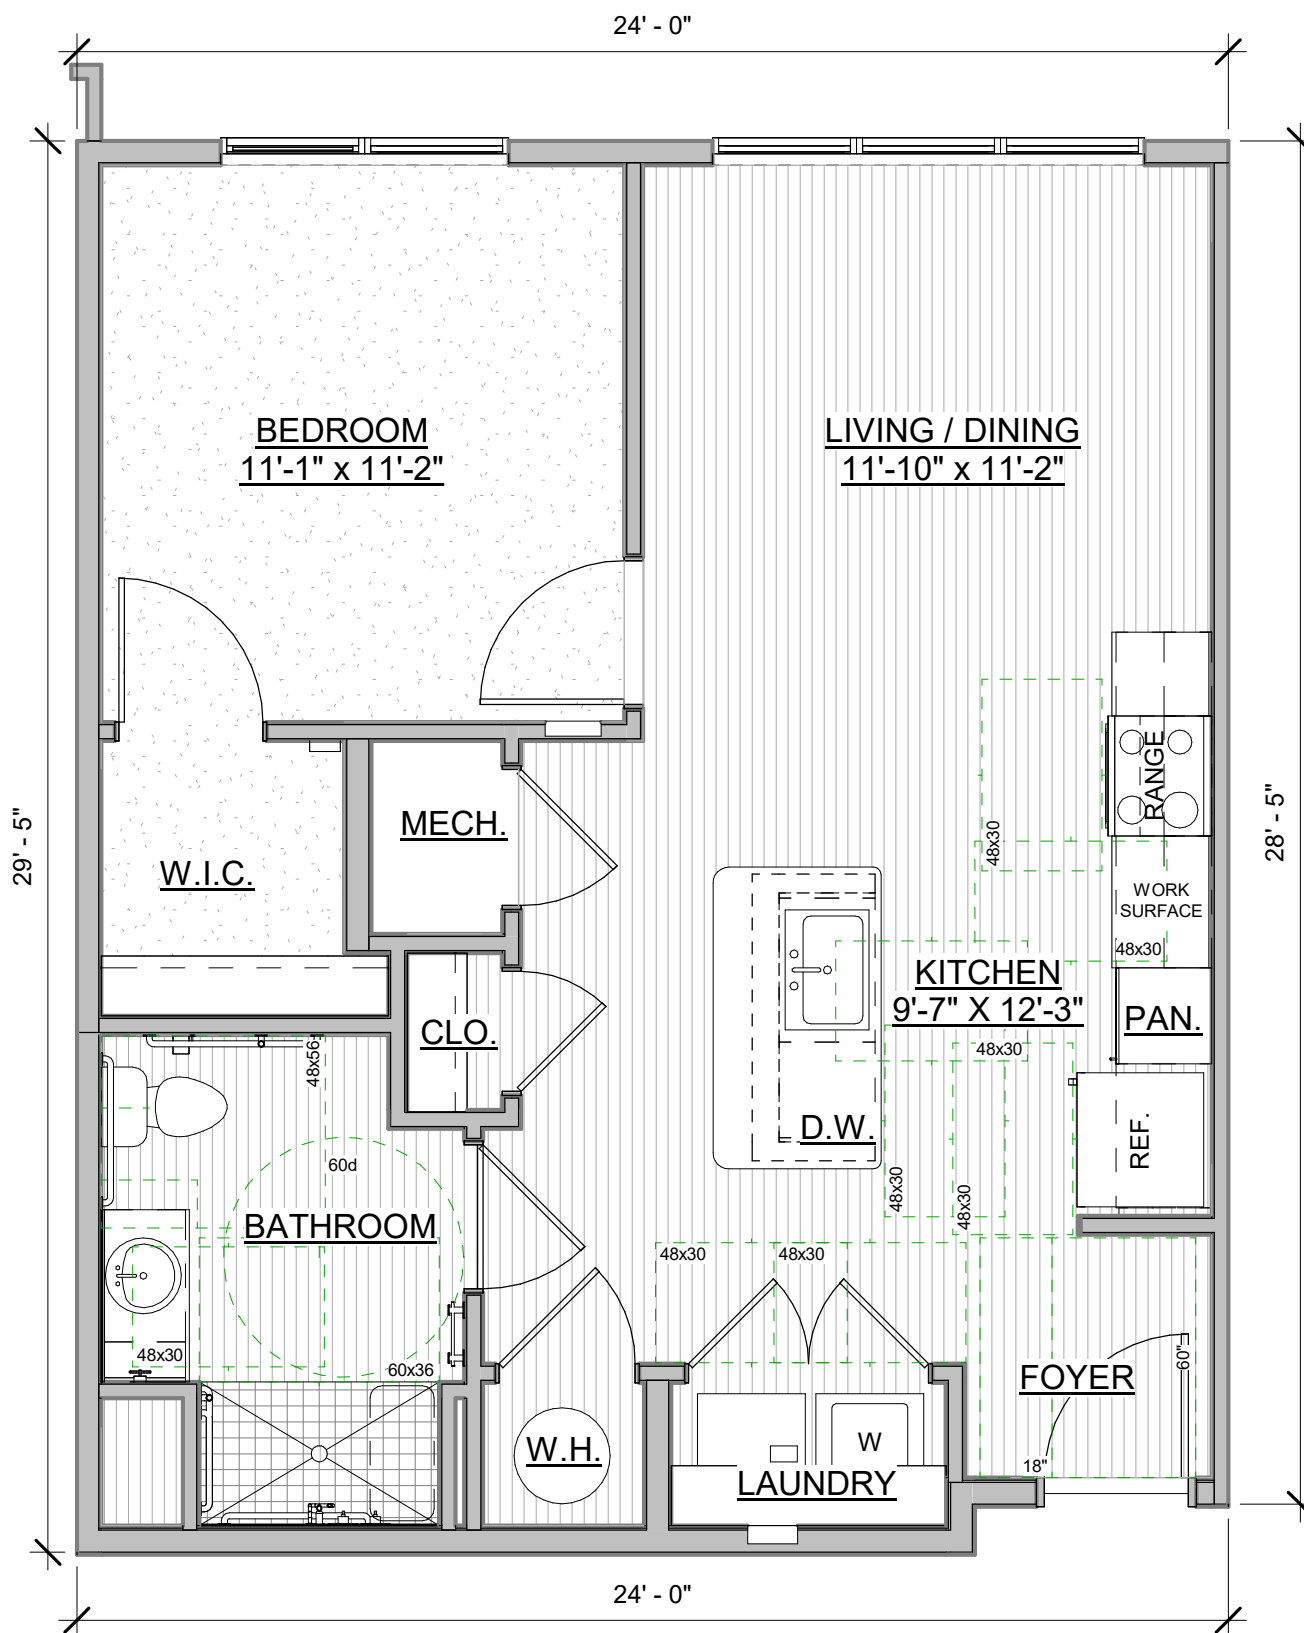 24' - 0"
BEDROOM
11'-1" x 11'-2"
LIVING / DINING
11'-10" x 11'-2"
29' - 5"
28' - 5"
RANGE
MECH.
48x30
W.I.C.
WORK
SURFACE
48x30
KITCHEN
9'-7" X 12'-3"
PAN.
CLO.
48x56
48x30
D.W.
REF.
60d
48x30
48x30
BATHROOM
48x30
48x30
48x30
60x36
60"
FOYER
W.H.
W
18"
LAUNDRY
24' - 0"